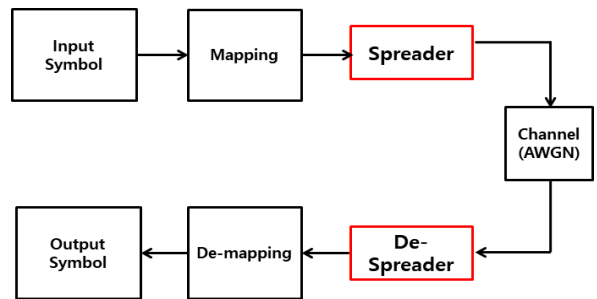 Input
Symbol
Mapping
Spreader
Channel
(AWGN)
De-
Spreader
De-mapping
Output
Symbol